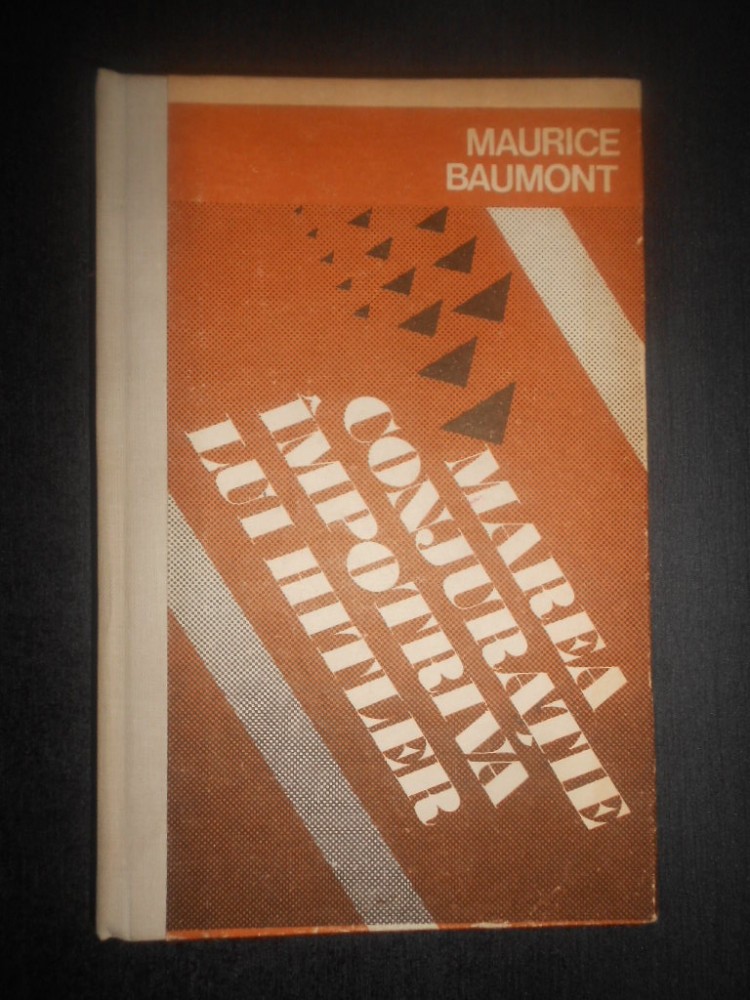 MAURICE
BAUMONT
MAREA
CONJURAȚIE
ÎMPOTRIVA
LUI HITLER